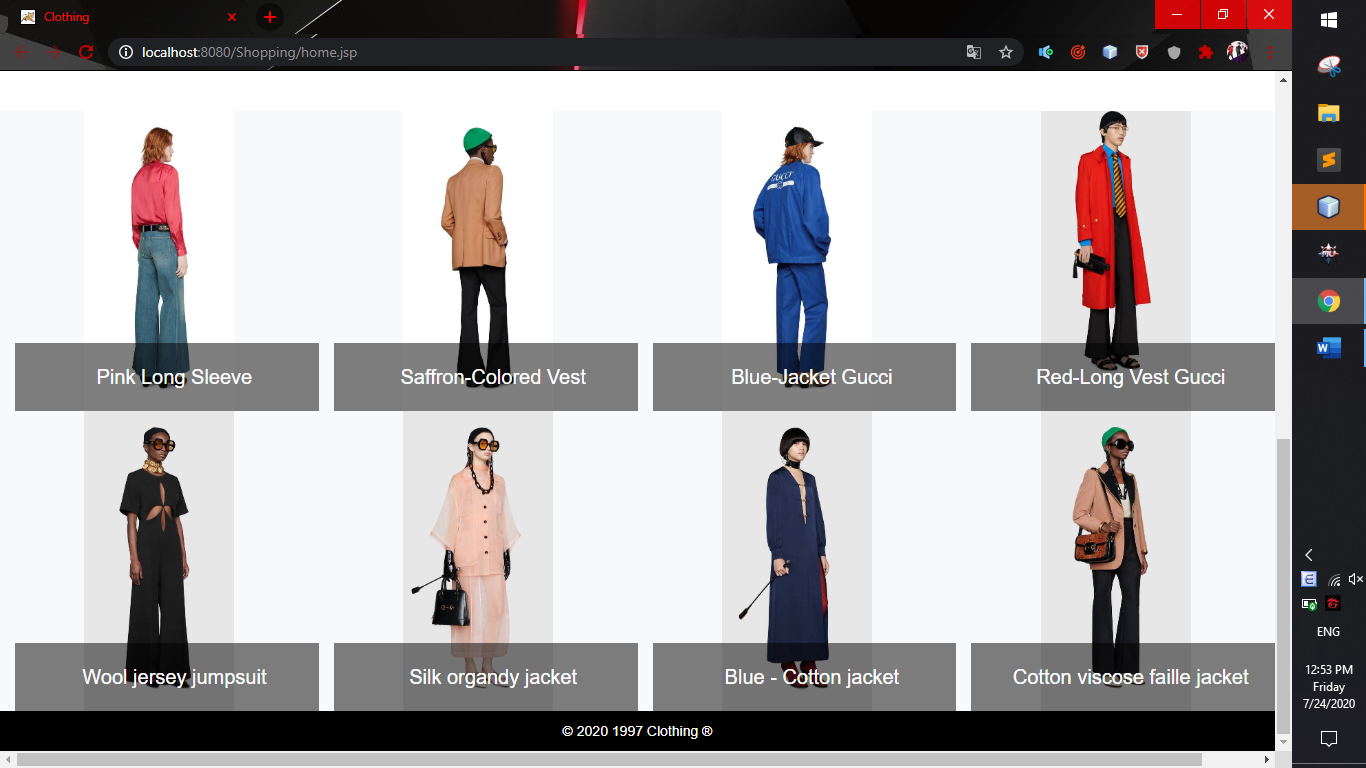 Clothing
localhost:8080/Shopping/home.jsp
GUCCI
Pink Long Sleeve
Saffron-Colored Vest
Blue-Jacket Gucci
Red-Long Vest Gucci
Wool jersey jumpsuit
Silk organdy jacket
Blue - Cotton jacket
Cotton viscose faille jacket
© 2020 1997 Clothing ®
ENG
12:53 PM
Friday
7/24/2020